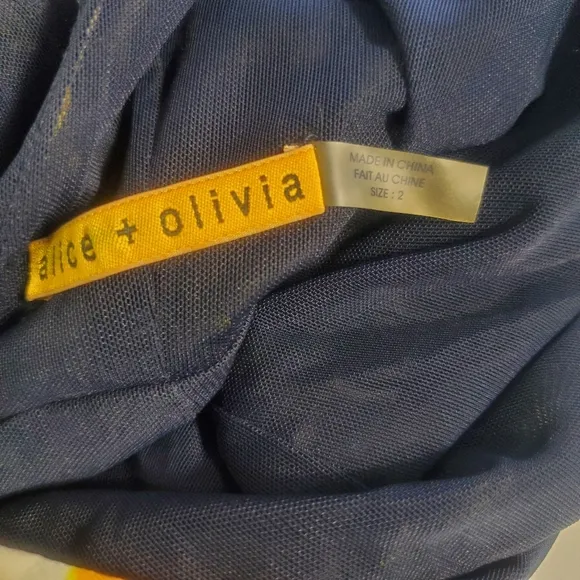 alice + olivia
MADE IN CHINA
FAIT AU CHINE
SIZE : 2